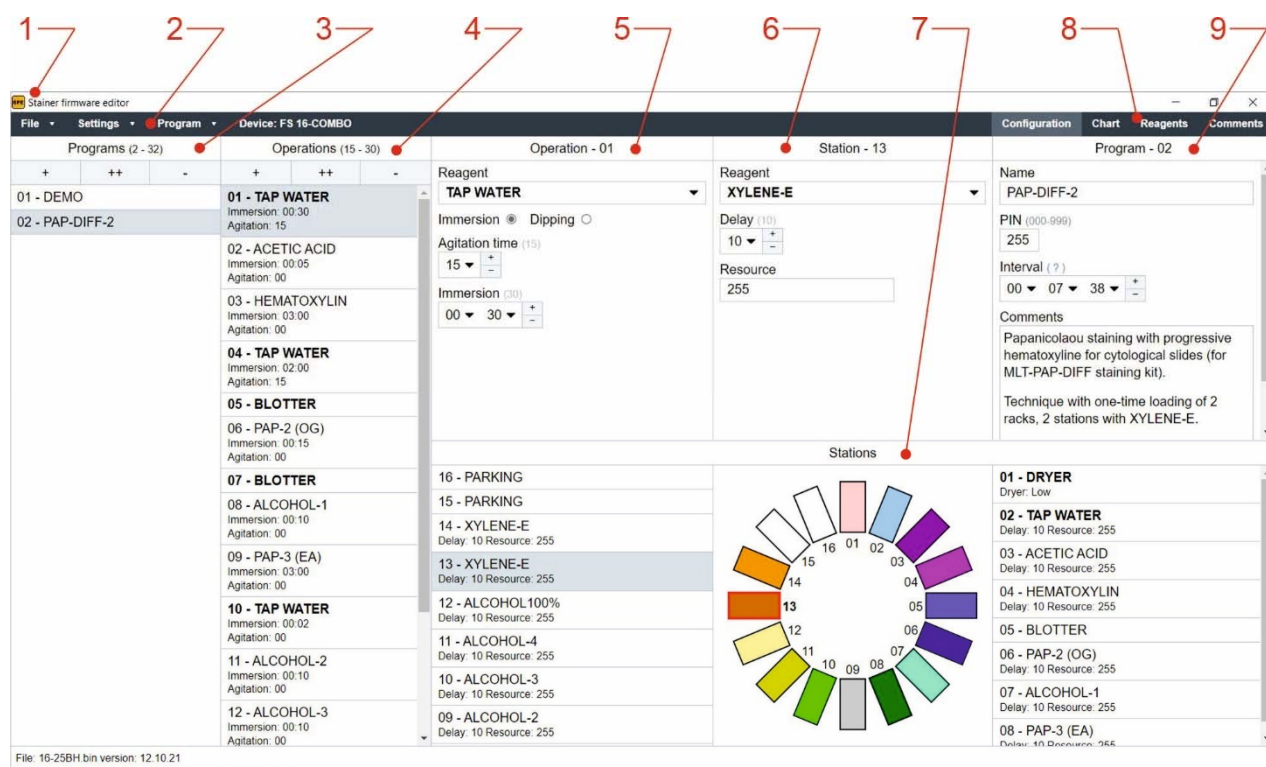 1 2 3 4 5 6 7 8 9
EFE Stainer firmware editor
File Settings Program Device: FS 16-COMBO Configuration Chart Reagents Comments
Programs (2 - 32)
+ ++ -
01 - DEMO
02 - PAP-DIFF-2
Operations (15 - 30)
+ ++ -
01 - TAP WATER
Immersion: 00:30
Agitation: 15
02 - ACETIC ACID
Immersion: 00:05
Agitation: 00
03 - HEMATOXYLIN
Immersion: 03:00
Agitation: 00
04 - TAP WATER
Immersion: 02:00
Agitation: 15
05 - BLOTTER
06 - PAP-2 (OG)
Immersion: 00:15
Agitation: 00
07 - BLOTTER
08 - ALCOHOL-1
Immersion: 00:10
Agitation: 00
09 - PAP-3 (EA)
Immersion: 03:00
Agitation: 00
10 - TAP WATER
Immersion: 00:02
Agitation: 00
11 - ALCOHOL-2
Immersion: 00:10
Agitation: 00
12 - ALCOHOL-3
Immersion: 00:10
Agitation: 00
Operation - 01
Reagent
TAP WATER
Immersion Dipping
Agitation time (15)
15 + -
Immersion (30)
00 30 + -
Station - 13
Reagent
XYLENE-E
Delay (10)
10 + -
Resource
255
Program - 02
Name
PAP-DIFF-2
PIN (000-999)
255
Interval ( ? )
00 07 38 + -
Comments
Papanicolaou staining with progressive
hematoxyline for cytological slides (for
MLT-PAP-DIFF staining kit).
Technique with one-time loading of 2
racks, 2 stations with XYLENE-E.
Stations
16 - PARKING
15 - PARKING
14 - XYLENE-E
Delay: 10 Resource: 255
13 - XYLENE-E
Delay: 10 Resource: 255
12 - ALCOHOL100%
Delay: 10 Resource: 255
11 - ALCOHOL-4
Delay: 10 Resource: 255
10 - ALCOHOL-3
Delay: 10 Resource: 255
09 - ALCOHOL-2
Delay: 10 Resource: 255
01
02
03
04
05
06
07
08
09
10
11
12
13
14
15
16
01 - DRYER
Dryer: Low
02 - TAP WATER
Delay: 10 Resource: 255
03 - ACETIC ACID
Delay: 10 Resource: 255
04 - HEMATOXYLIN
Delay: 10 Resource: 255
05 - BLOTTER
06 - PAP-2 (OG)
Delay: 10 Resource: 255
07 - ALCOHOL-1
Delay: 10 Resource: 255
08 - PAP-3 (EA)
Delay: 10 Resource: 255
File: 16-25BH.bin version: 12.10.21